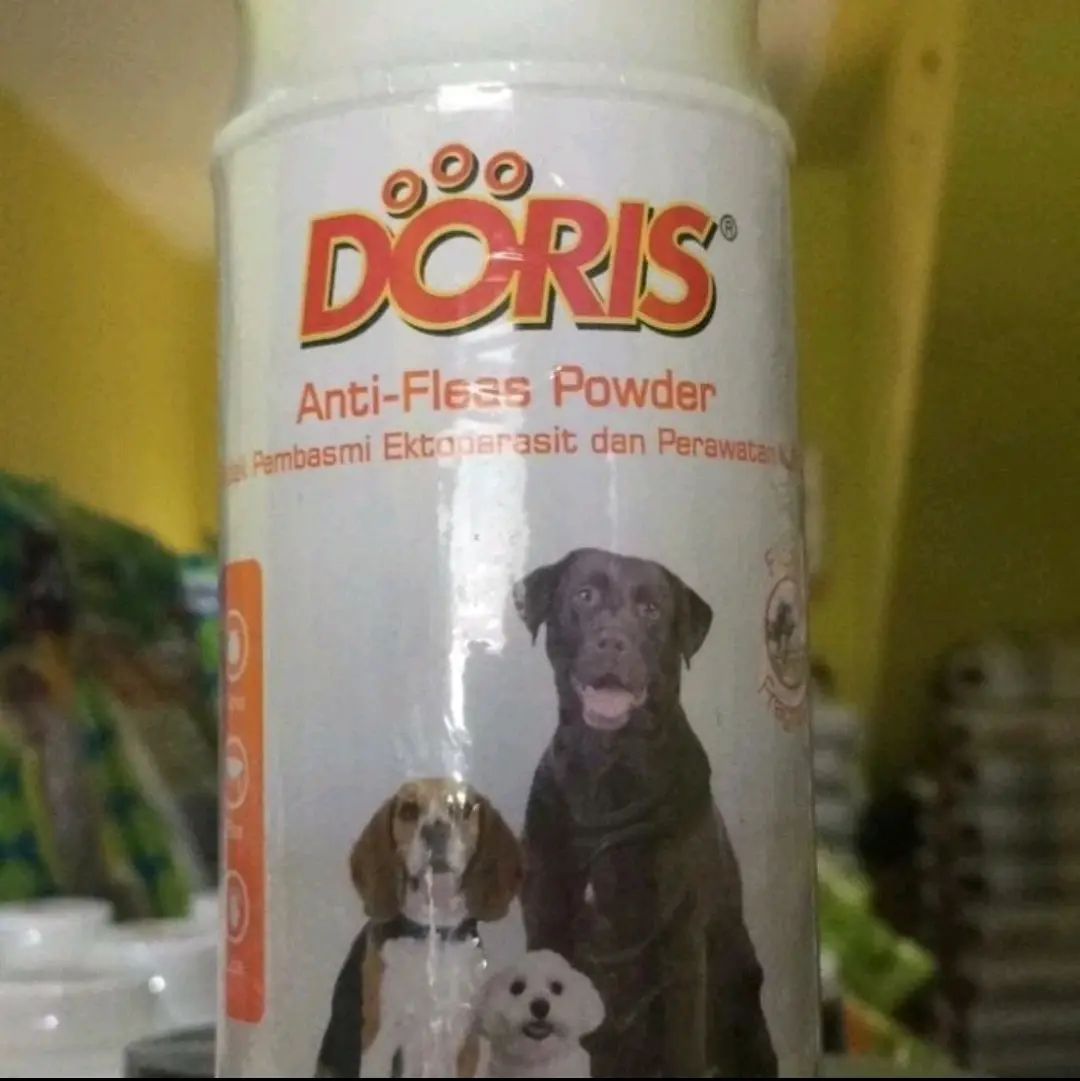 DORIS®
Anti-Fleas Powder
Pembasmi Ektoparasit dan Perawatan